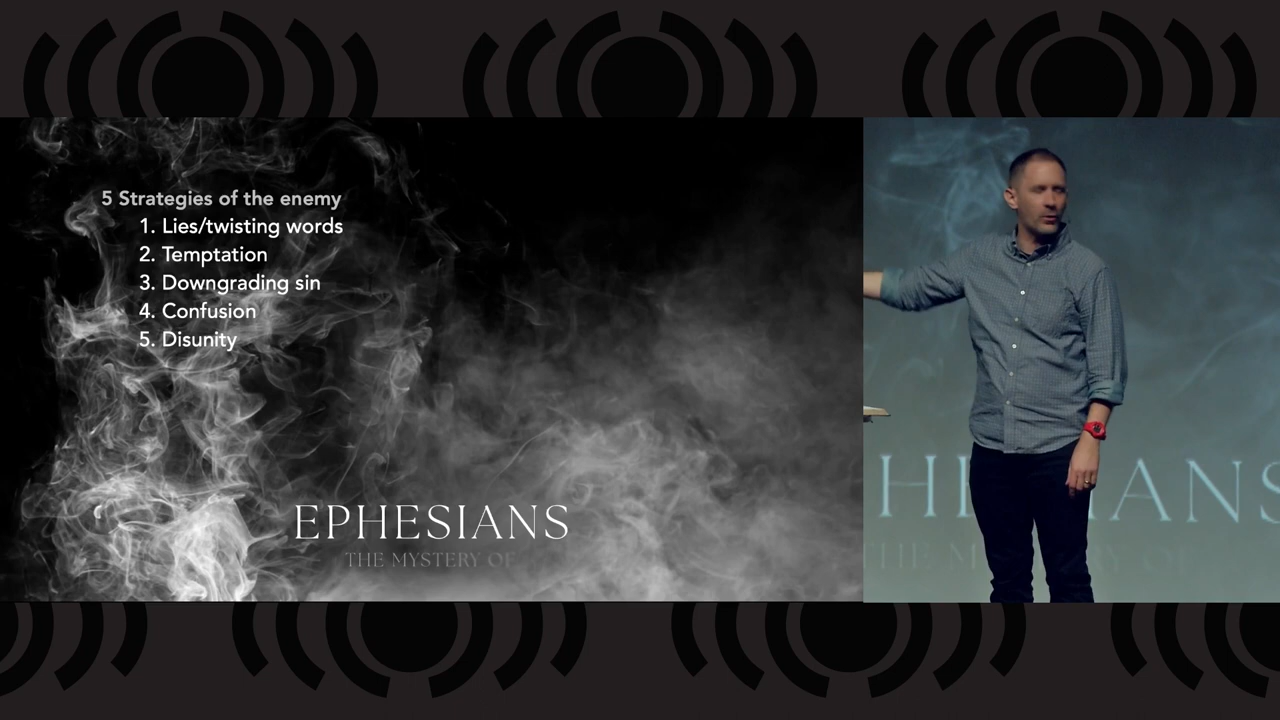 5 Strategies of the enemy
1. Lies/twisting words
2. Temptation
3. Downgrading sin
4. Confusion
5. Disunity
EPHESIANS
THE MYSTERY OF